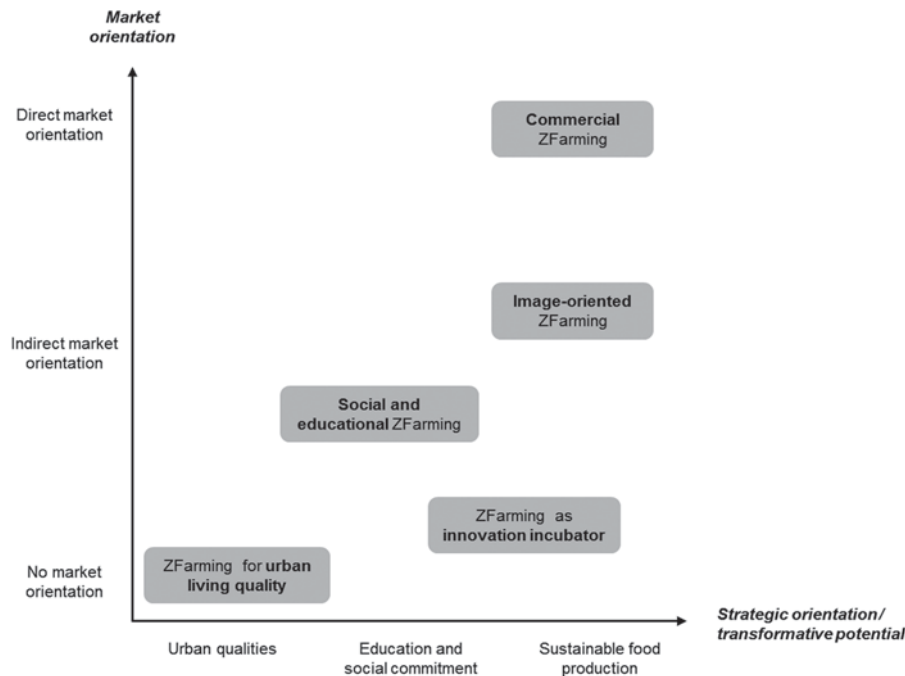 Market
orientation
Direct market
orientation
Commercial
ZFarming
Image-oriented
ZFarming
Indirect market
orientation
Social and
educational ZFarming
ZFarming as
innovation incubator
No market
orientation
ZFarming for urban
living quality
Strategic orientation/
transformative potential
Urban qualities
Education and
social commitment
Sustainable food
production